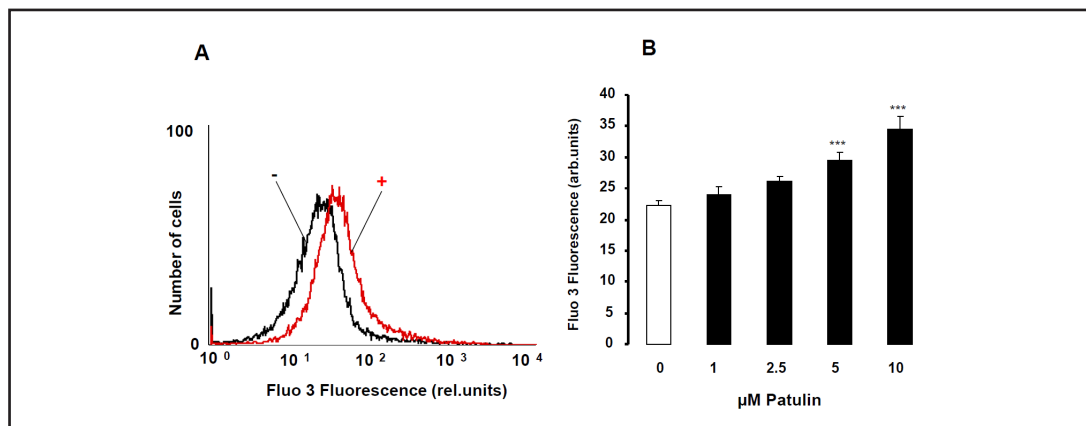 A
100
-
+
Number of cells
0
10 0 10 1 10 2 10 3 10 4
Fluo 3 Fluorescence (rel.units)
B
Fluo 3 Fluorescence (arb.units)
40
35
30
25
20
15
10
5
0
***
***
0 1 2.5 5 10
µM Patulin